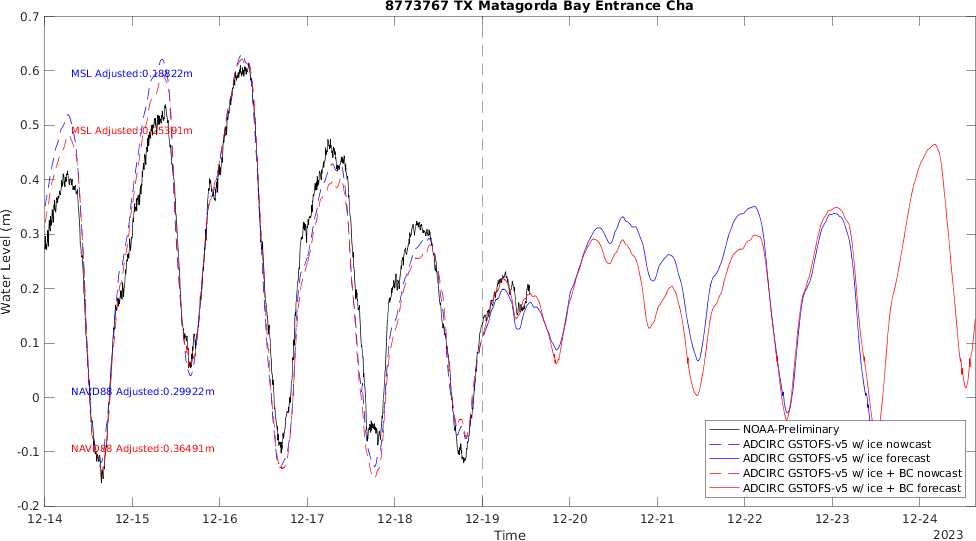 8773767 TX Matagorda Bay Entrance Cha
0.7
0.6
0.5
0.4
0.3
0.2
0.1
0
-0.1
-0.2
Water Level (m)
MSL Adjusted:0.18822m
MSL Adjusted:0.25391m
NAVD88 Adjusted:0.29922m
NAVD88 Adjusted:0.36491m
NOAA-Preliminary
ADCIRC GSTOFS-v5 w/ ice nowcast
ADCIRC GSTOFS-v5 w/ ice forecast
ADCIRC GSTOFS-v5 w/ ice + BC nowcast
ADCIRC GSTOFS-v5 w/ ice + BC forecast
12-14 12-15 12-16 12-17 12-18 12-19 12-20 12-21 12-22 12-23 12-24
Time
2023